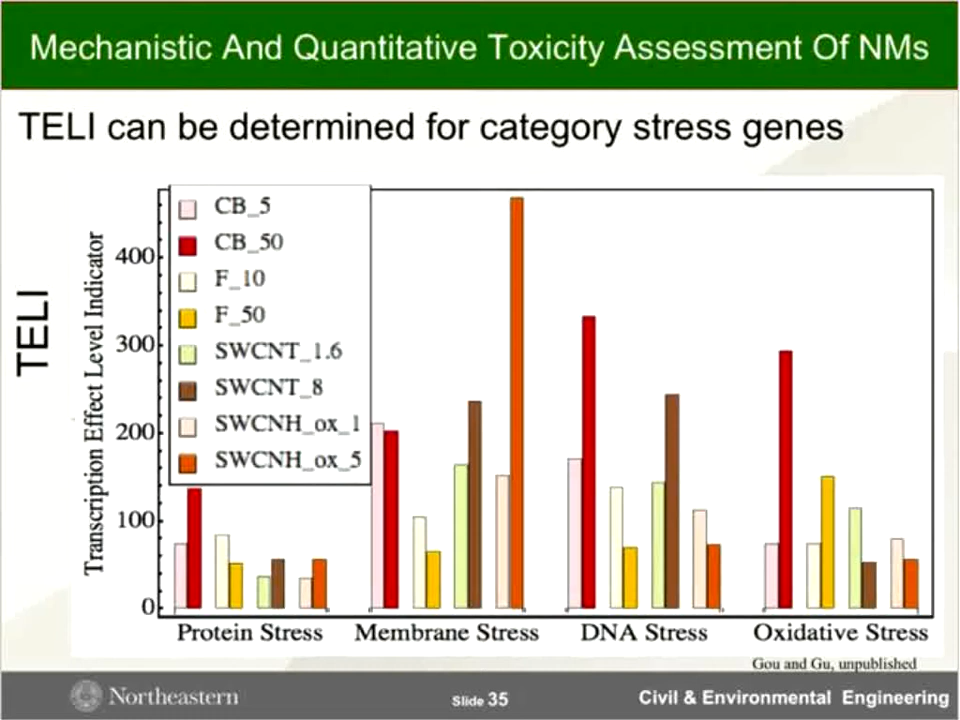 Mechanistic And Quantitative Toxicity Assessment Of NMs
TELI can be determined for category stress genes
TELI
Transcription Effect Level Indicator
400
300
200
100
0
CB_5
CB_50
F_10
F_50
SWCNT_1.6
SWCNT_8
SWCNH_ox_1
SWCNH_ox_5
Protein Stress Membrane Stress DNA Stress Oxidative Stress
Gou and Gu, unpublished
Northeastern Slide 35 Civil & Environmental Engineering